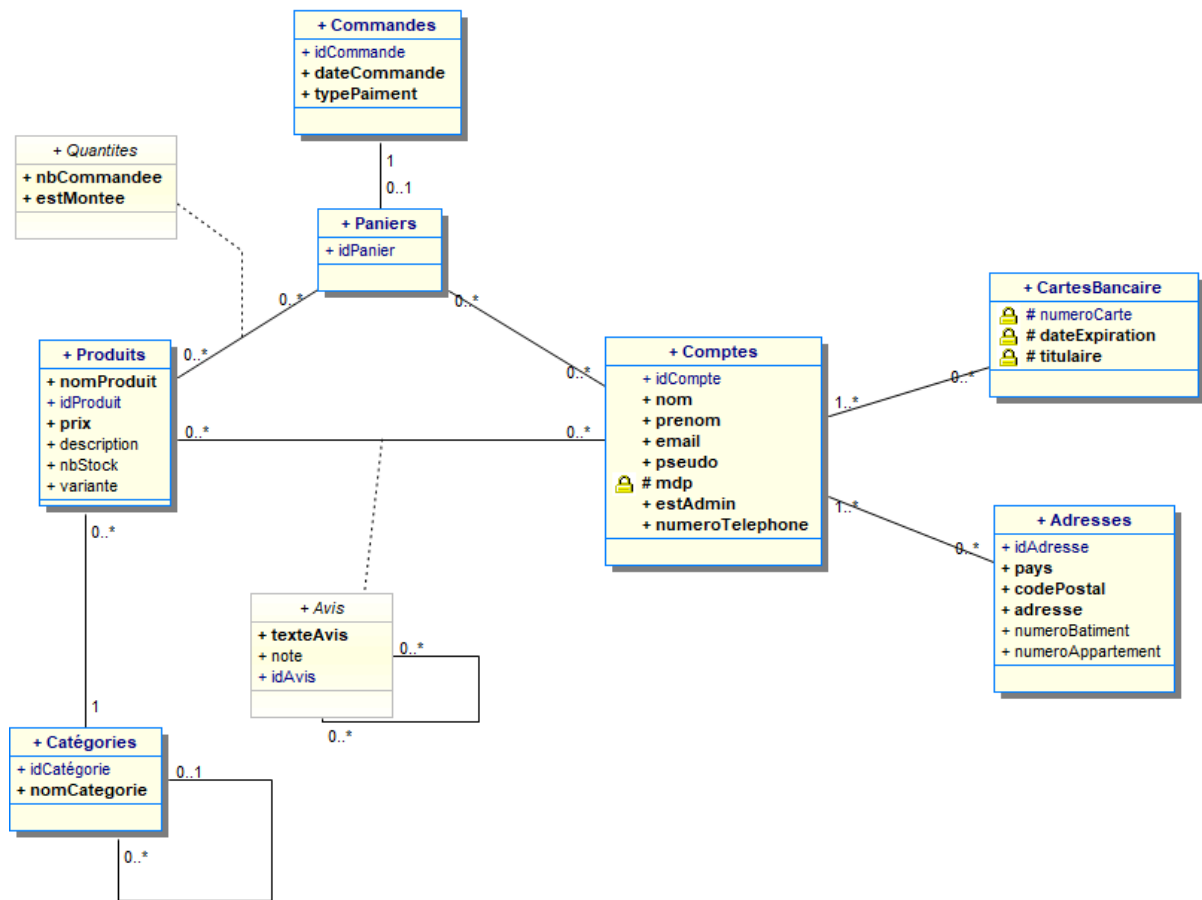 + Commandes
+ idCommande
+ dateCommande
+ typePaiment
1
0..1
+ Quantites
+ nbCommandee
+ estMontee
+ Paniers
+ idPanier
0..*
0..*
0..*
0..*
+ Produits
+ nomProduit
+ idProduit
+ prix
+ description
+ nbStock
+ variante
0..*
0..*
+ Comptes
+ idCompte
+ nom
+ prenom
+ email
+ pseudo
# mdp
+ estAdmin
+ numeroTelephone
1..*
0..*
+ CartesBancaire
# numeroCarte
# dateExpiration
# titulaire
1..*
0..*
+ Adresses
+ idAdresse
+ pays
+ codePostal
+ adresse
+ numeroBatiment
+ numeroAppartement
+ Avis
+ texteAvis
+ note
+ idAvis
0..*
0..*
0..*
1
+ Catégories
+ idCatégorie
+ nomCategorie
0..1
0..*